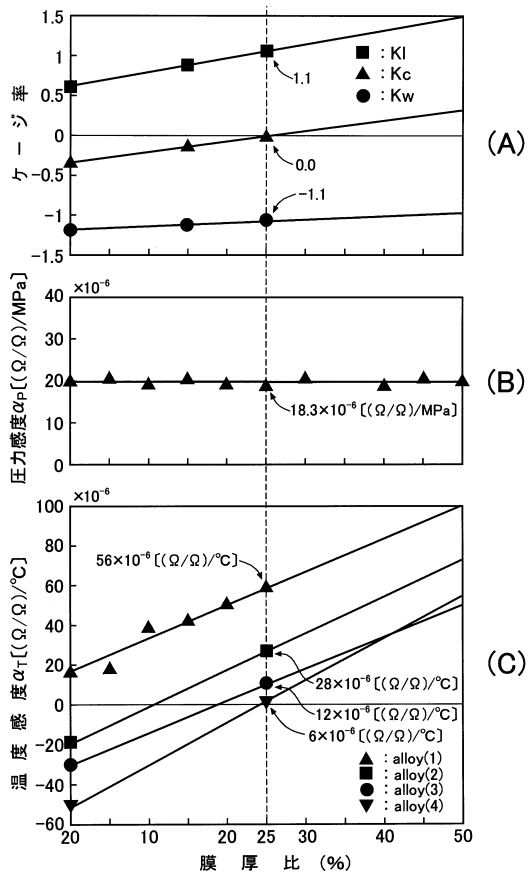 1.5
1
0.5
0
-0.5
-1
-1.5
ケージ率
■ : Kl
▲ : Kc
● : Kw
1.1
0.0
-1.1
(A)
×10⁻⁶
40
30
20
10
0
圧力感度αP[(Ω/Ω)/MPa]
18.3×10⁻⁶[(Ω/Ω)/MPa]
(B)
×10⁻⁶
100
80
60
40
20
0
-20
-40
-60
温度感度αT[(Ω/Ω)/℃]
56×10⁻⁶[(Ω/Ω)/℃]
28×10⁻⁶[(Ω/Ω)/℃]
12×10⁻⁶[(Ω/Ω)/℃]
6×10⁻⁶[(Ω/Ω)/℃]
▲ : alloy(1)
■ : alloy(2)
● : alloy(3)
▼ : alloy(4)
(C)
20 10 20 25 30 40 50
膜厚比(%)